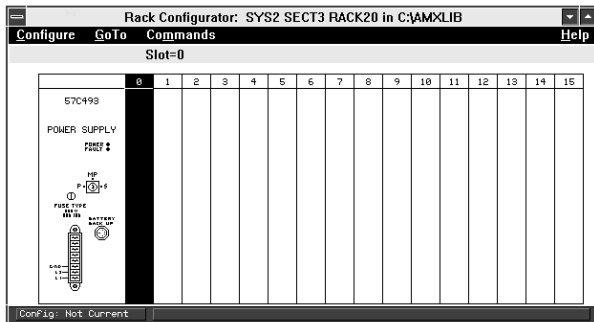 Rack Configurator: SYS2 SECT3 RACK20 in C:\AMXLIB
Configure GoTo Commands Help
Slot=0
0 1 2 3 4 5 6 7 8 9 10 11 12 13 14 15
57C493
POWER SUPPLY
POWER
FAULT
MP
P S
FUSE TYPE
BATTERY
BACK UP
L2
L1
Config: Not Current